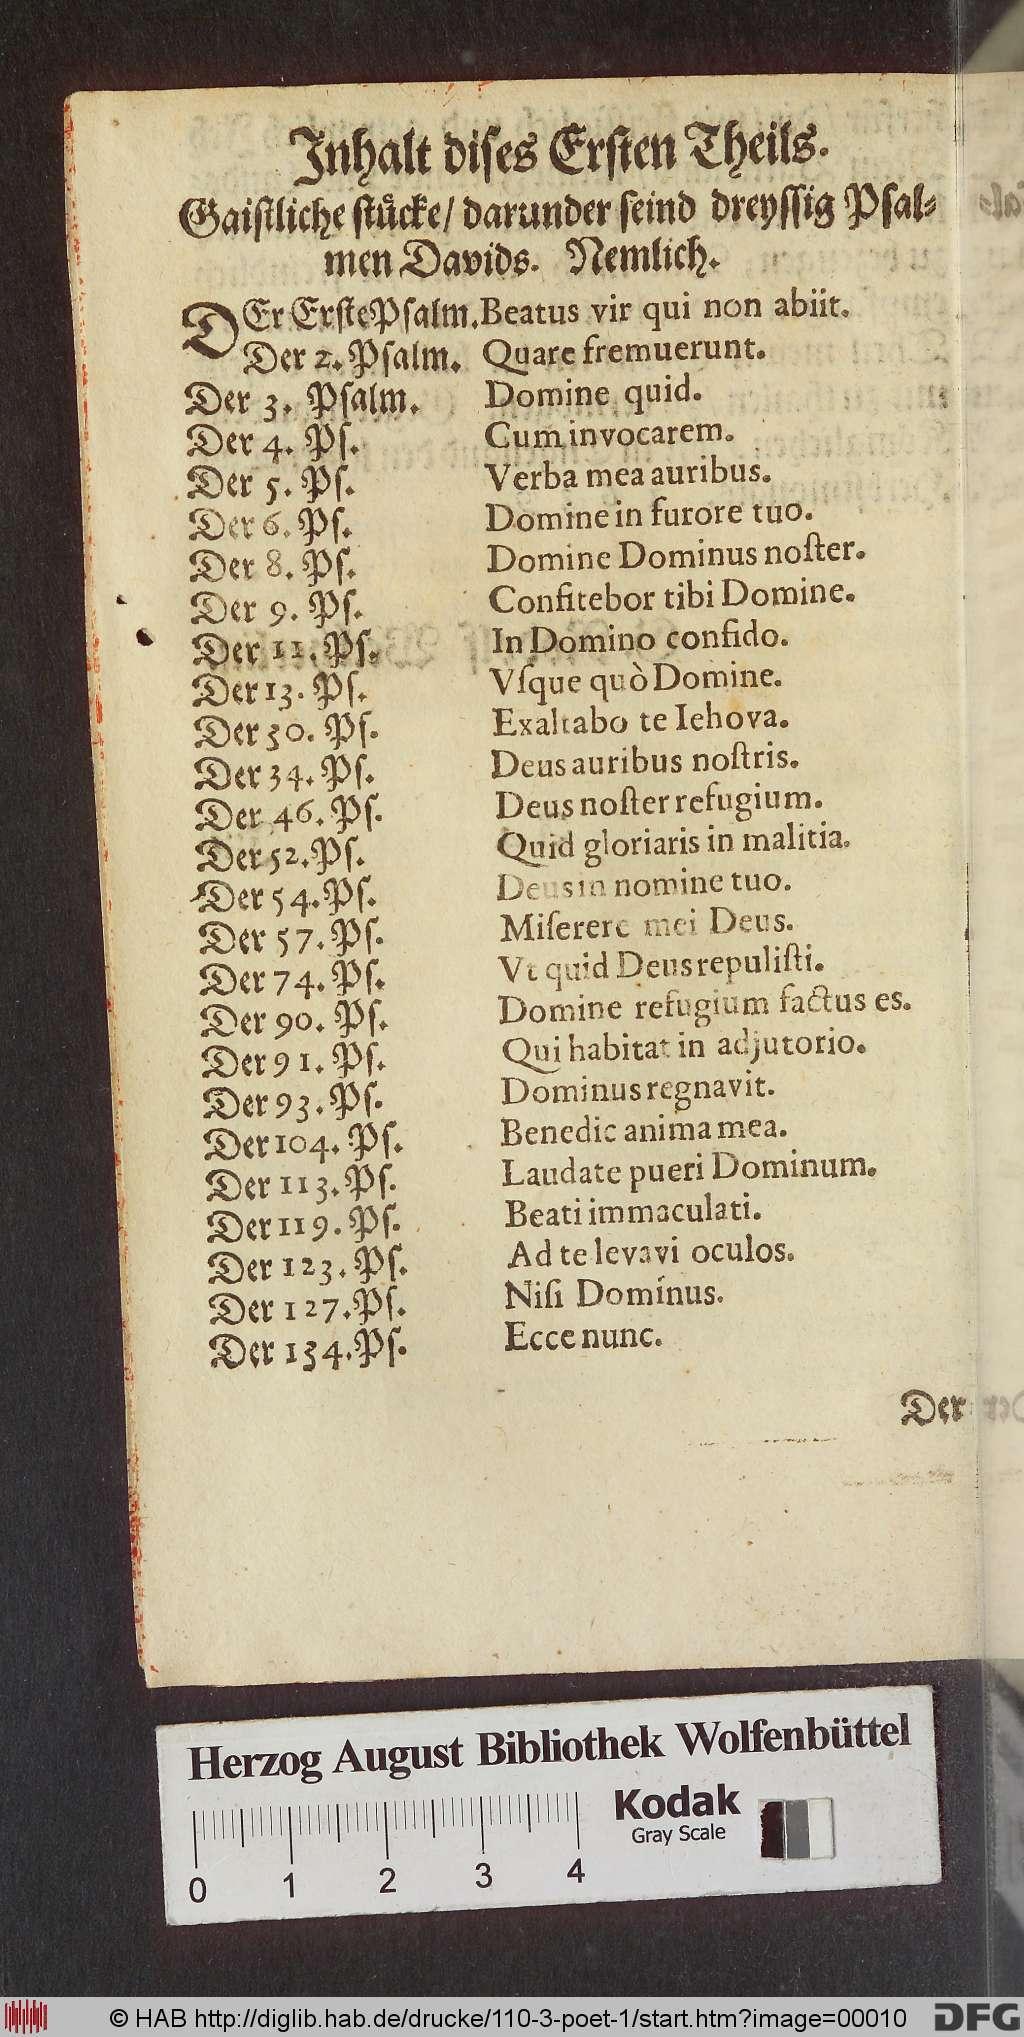 Inhalt diſes Erſten Theils.
Gaiſtliche ſtuͤcke/ darunder ſeind dreyſſig Pſal⸗
men Davids. Nemlich.
DEr Erſte Pſalm. Beatus vir qui non abiit.
Der 2. Pſalm. Quare fremuerunt.
Der 3. Pſalm. Domine quid.
Der 4. Pſ. Cum invocarem.
Der 5. Pſ. Verba mea auribus.
Der 6. Pſ. Domine in furore tuo.
Der 8. Pſ. Domine Dominus noſter.
Der 9. Pſ. Confitebor tibi Domine.
Der 11. Pſ. In Domino confido.
Der 13. Pſ. Vſque quò Domine.
Der 30. Pſ. Exaltabo te Iehova.
Der 34. Pſ. Deus auribus noſtris.
Der 46. Pſ. Deus noſter refugium.
Der 52. Pſ. Quid gloriaris in malitia.
Der 54. Pſ. Deus in nomine tuo.
Der 57. Pſ. Miſerere mei Deus.
Der 74. Pſ. Vt quid Deus repuliſti.
Der 90. Pſ. Domine refugium factus es.
Der 91. Pſ. Qui habitat in adjutorio.
Der 93. Pſ. Dominus regnavit.
Der 104. Pſ. Benedic anima mea.
Der 113. Pſ. Laudate pueri Dominum.
Der 119. Pſ. Beati immaculati.
Der 123. Pſ. Ad te levavi oculos.
Der 127. Pſ. Niſi Dominus.
Der 134. Pſ. Ecce nunc.
Der
Herzog August Bibliothek Wolfenbüttel
Kodak
Gray Scale
0 1 2 3 4
© HAB http://diglib.hab.de/drucke/110-3-poet-1/start.htm?image=00010
DFG